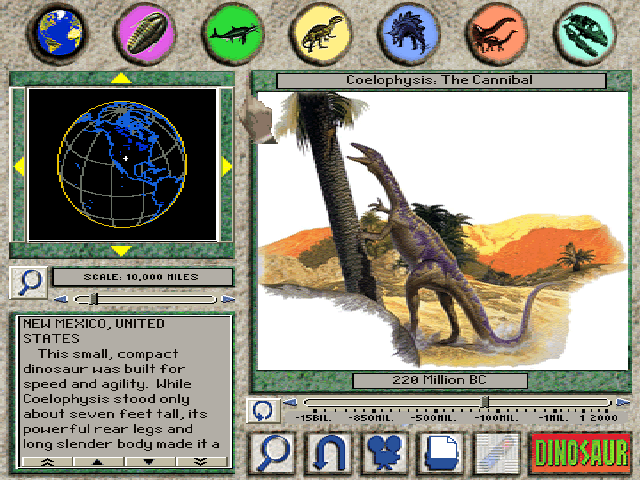 Coelophysis: The Cannibal
SCALE: 10,000 MILES
NEW MEXICO, UNITED
STATES
This small, compact
dinosaur was built for
speed and agility. While
Coelophysis stood only
about seven feet tall, its
powerful rear legs and
long slender body made it a
220 Million BC
-15BIL. -850MIL. -500MIL. -100MIL. -1MIL. 1 2000
DINOSAUR